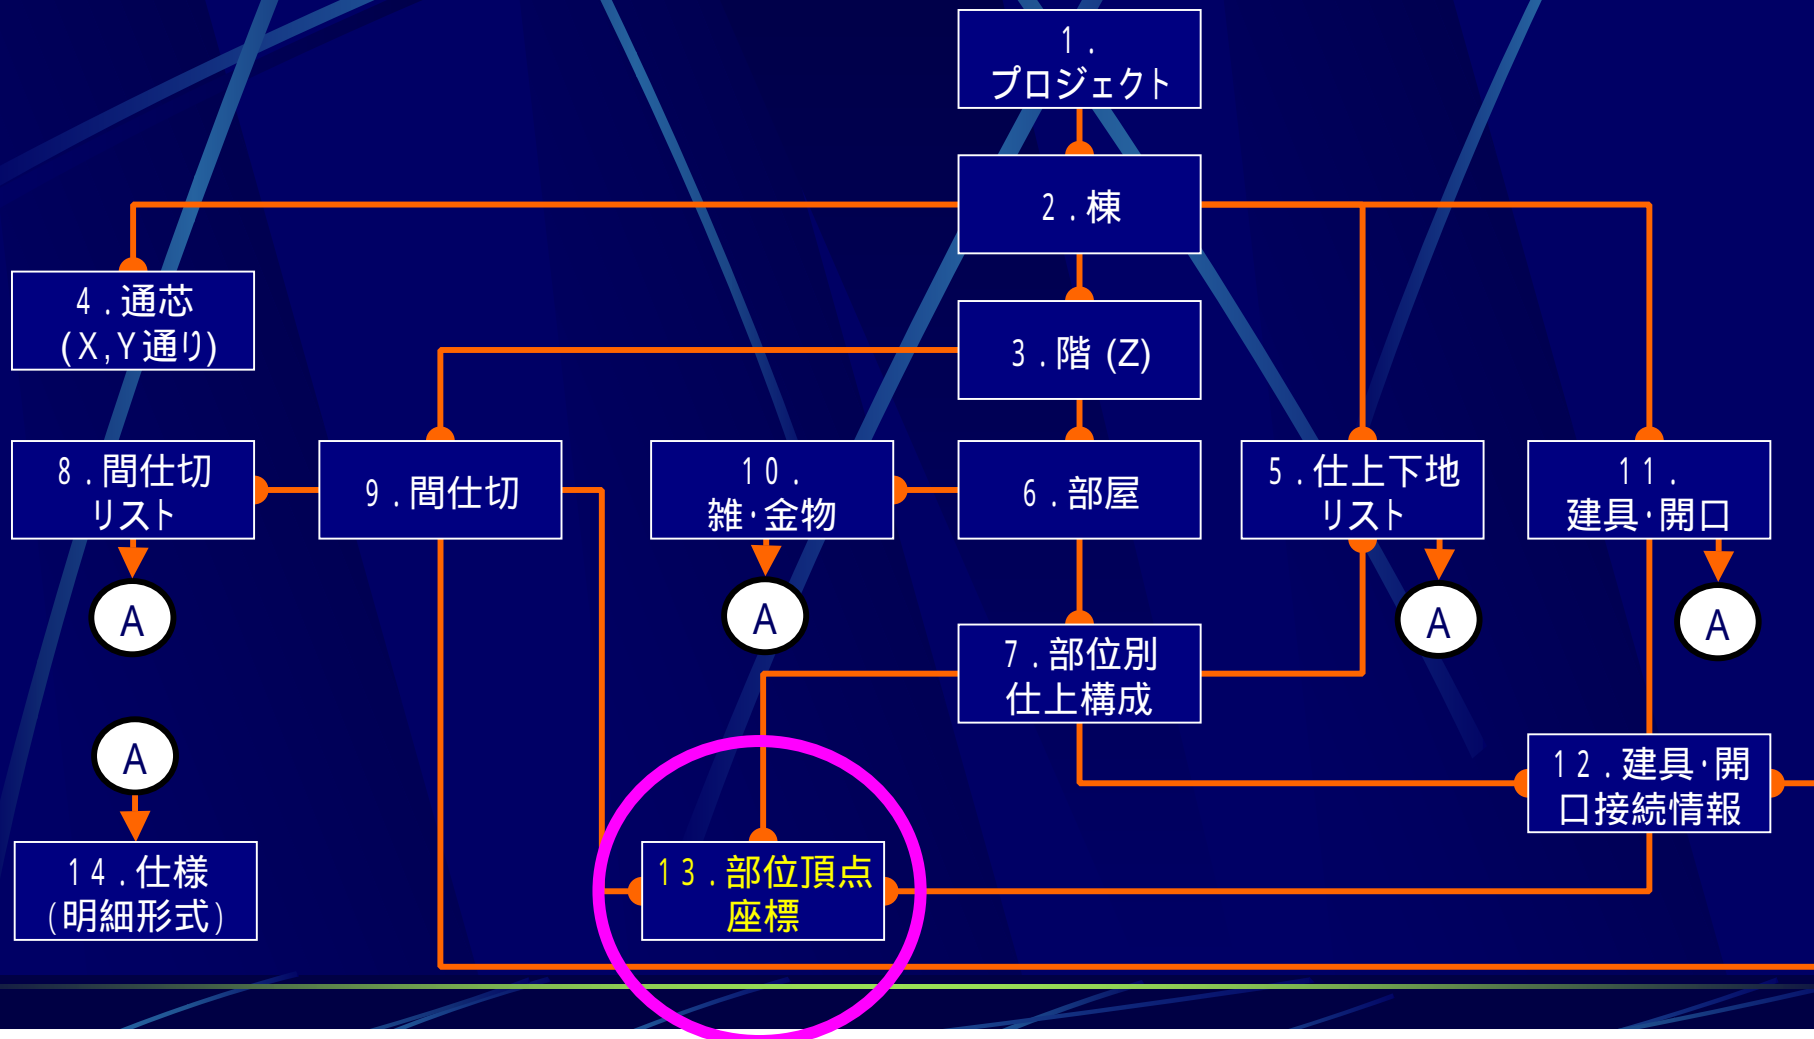 １．
プロジェクト
２．棟
４．通芯
(X,Y通り)
３．階 (Z)
８．間仕切
リスト
９．間仕切
１０．
雑・金物
６．部屋
５．仕上下地
リスト
１１．
建具・開口
A
A
A
A
７．部位別
仕上構成
A
１２．建具・開
口接続情報
１３．部位頂点
座標
１４．仕様
（明細形式）